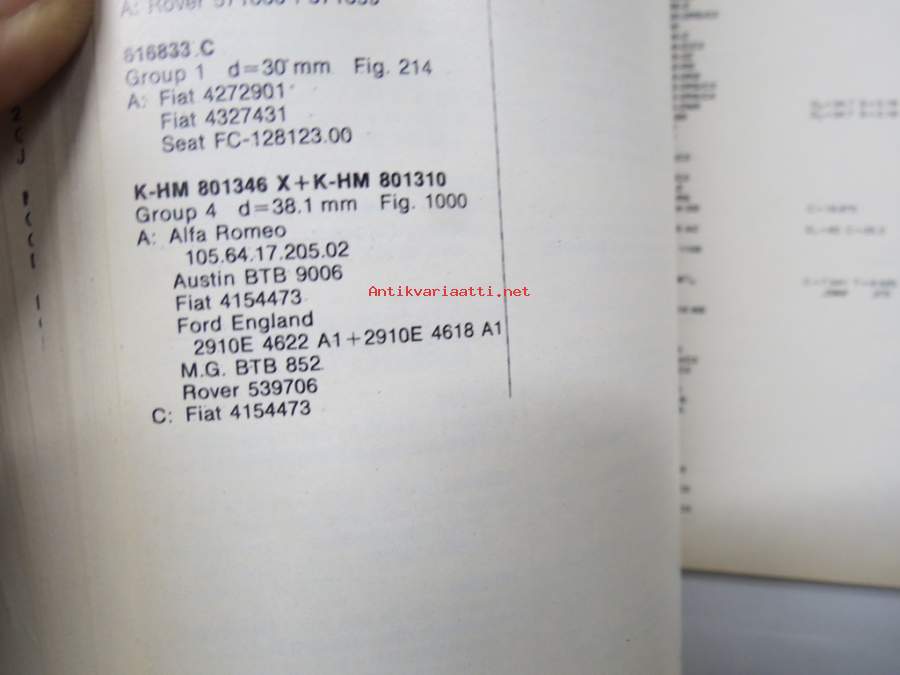 A: Rover
616833 C
Group 1 d=30 mm Fig. 214
A: Fiat 4272901
Fiat 4327431
Seat FC-128123.00
K-HM 801346 X+K-HM 801310
Group 4 d=38.1 mm Fig. 1000
A: Alfa Romeo
105.64.17.205.02
Austin BTB 9006
Fiat 4154473
Ford England
2910E 4622 A1+2910E 4618 A1
M.G. BTB 852
Rover 539706
C: Fiat 4154473
Antikvariaatti.net